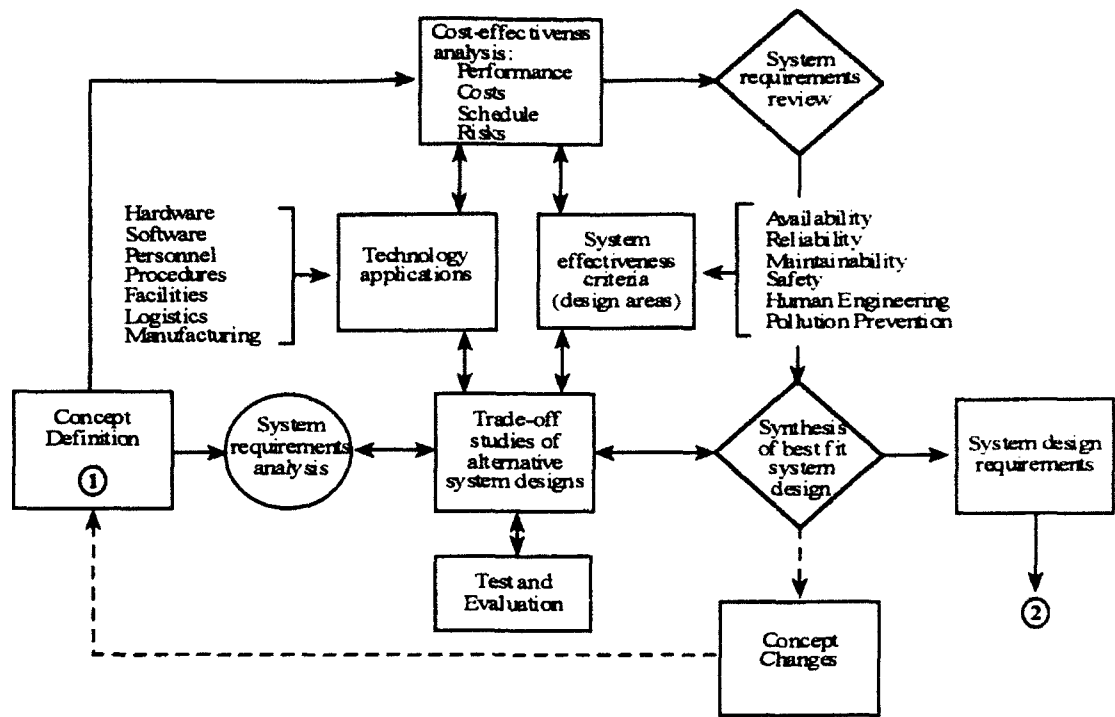 Cost-effectivenss
analysis:
Performance
Costs
Schedule
Risks
System
requirements
review
Hardware
Software
Personnel
Procedures
Facilities
Logistics
Manufacturing
Technology
applications
System
effectiveness
criteria
(design areas)
Availability
Reliability
Maintainability
Safety
Human Engineering
Pollution Prevention
Concept
Definition
1
System
requirements
analysis
Trade-off
studies of
alternative
system designs
Synthesis
of best fit
system
design
System design
requirements
Test and
Evaluation
2
Concept
Changes